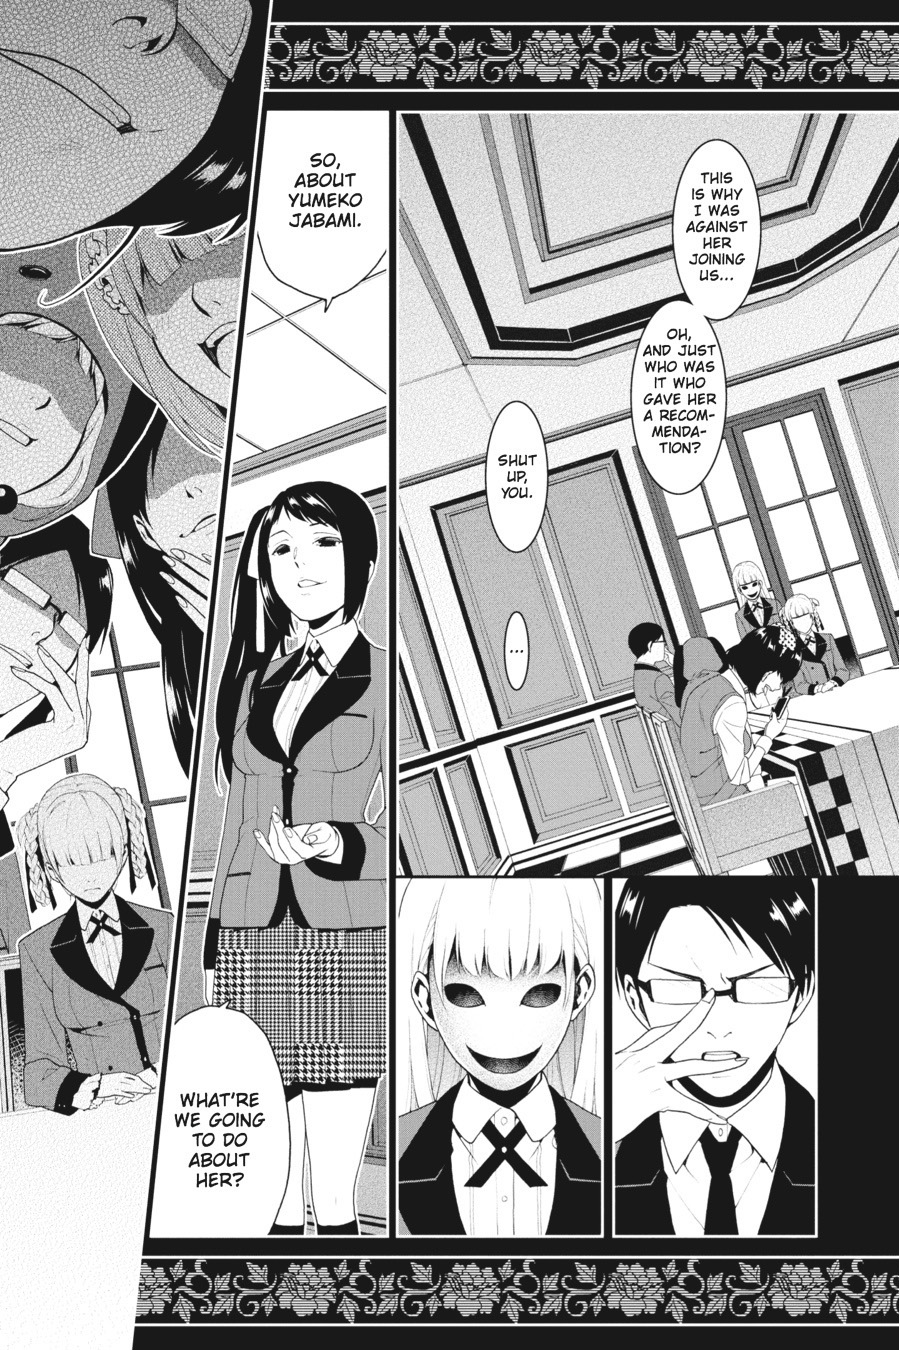 THIS
IS WHY
I WAS
AGAINST
HER
JOINING
US...
OH,
AND JUST
WHO WAS
IT WHO
GAVE HER
A RECOM-
MENDA-
TION?
SHUT
UP,
YOU.
...
SO,
ABOUT
YUMEKO
JABAMI.
WHAT'RE
WE GOING
TO DO
ABOUT
HER?